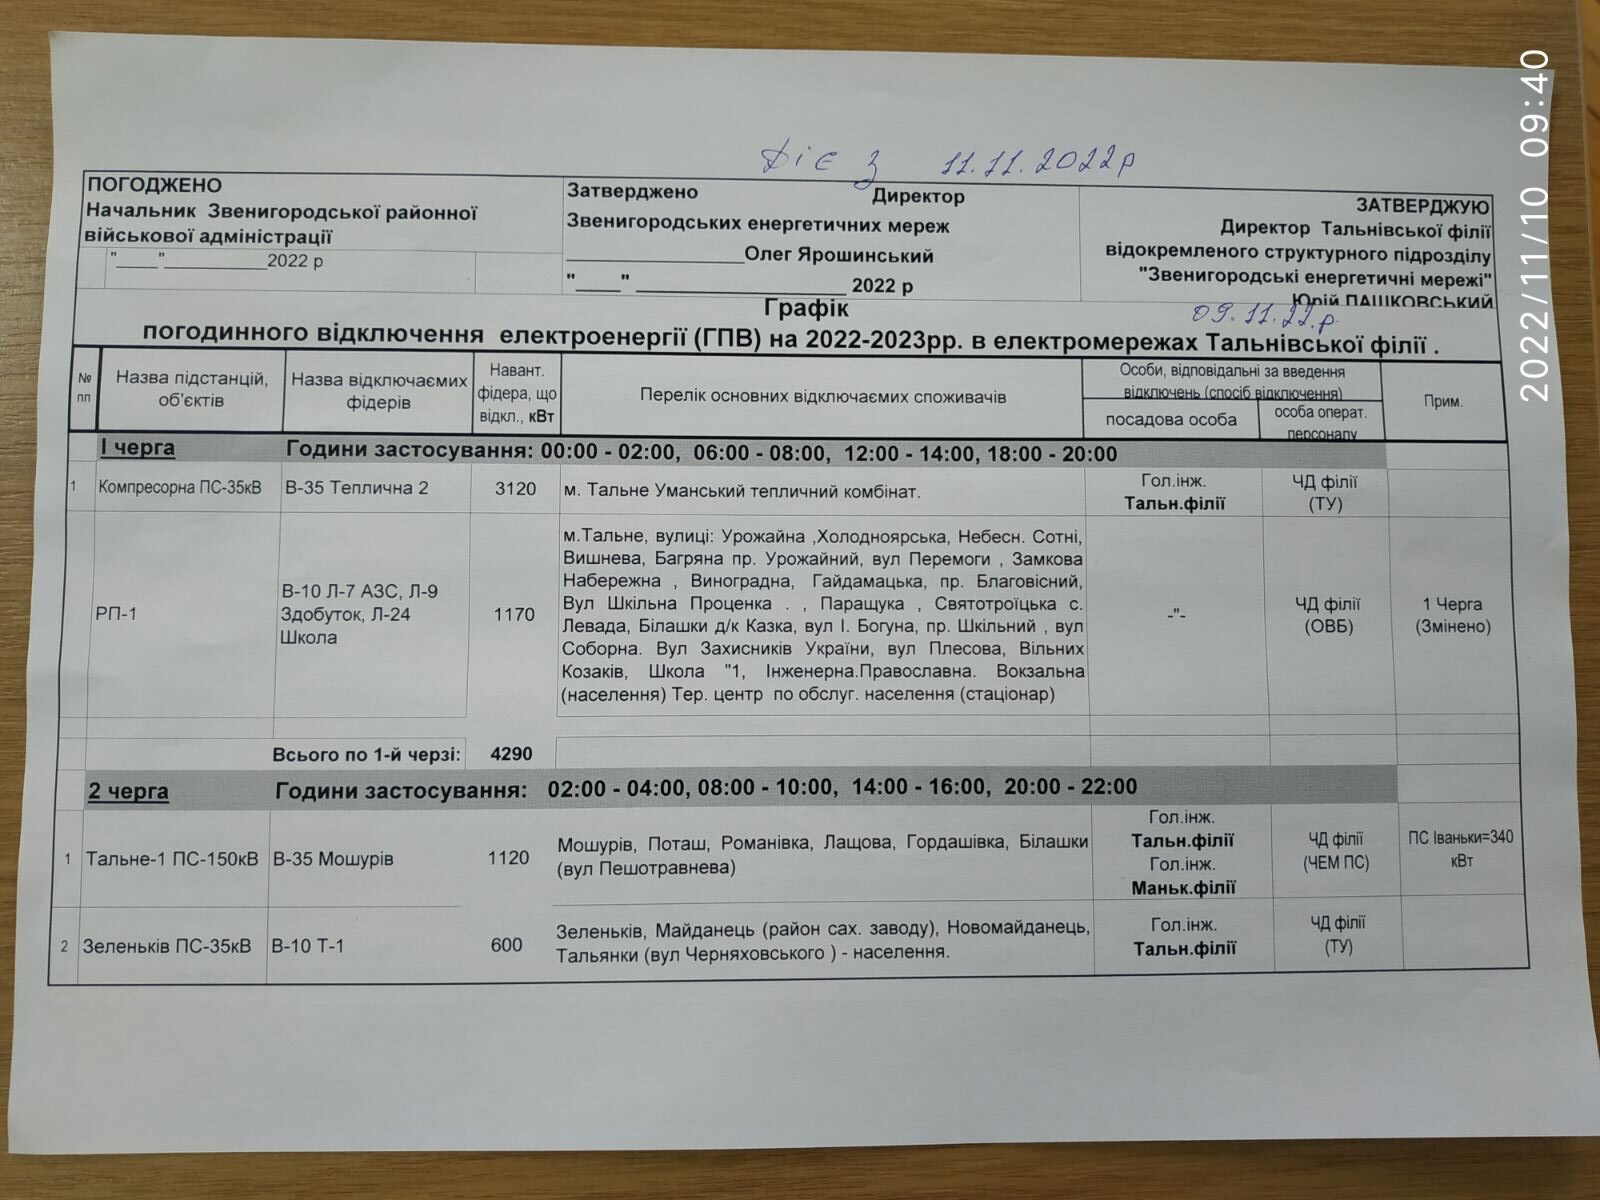 Діє з 11.11.2022р
ПОГОДЖЕНО
Начальник Звенигородської районної
військової адміністрації
"____"__________2022 р
Затверджено Директор
Звенигородських енергетичних мереж
________________Олег Ярошинський
"____" ___________________ 2022 р
ЗАТВЕРДЖУЮ
Директор Тальнівської філії
відокремленого структурного підрозділу
"Звенигородські енергетичні мережі"
Юрій ПАШКОВСЬКИЙ
09.11.22.р
Графік
погодинного відключення електроенергії (ГПВ) на 2022-2023рр. в електромережах Тальнівської філії .
№ пп
Назва підстанцій,
об'єктів
Назва відключаємих
фідерів
Навант.
фідера, що
відкл., кВт
Перелік основних відключаємих споживачів
Особи, відповідальні за введення
відключень (спосіб відключення)
посадова особа
особа операт.
персоналу
Прим.
І черга Години застосування: 00:00 - 02:00, 06:00 - 08:00, 12:00 - 14:00, 18:00 - 20:00
1
Компресорна ПС-35кВ
В-35 Теплична 2
3120
м. Тальне Уманський тепличний комбінат.
Гол.інж.
Тальн.філії
ЧД філії
(ТУ)
РП-1
В-10 Л-7 АЗС, Л-9
Здобуток, Л-24
Школа
1170
м.Тальне, вулиці: Урожайна ,Холодноярська, Небесн. Сотні,
Вишнева, Багряна пр. Урожайний, вул Перемоги , Замкова
Набережна , Виноградна, Гайдамацька, пр. Благовісний,
Вул Шкільна Проценка . , Паращука , Святотроїцька с.
Левада, Білашки д/к Казка, вул І. Богуна, пр. Шкільний , вул
Соборна. Вул Захисників України, вул Плесова, Вільних
Козаків, Школа "1, Інженерна.Православна. Вокзальна
(населення) Тер. центр по обслуг. населення (стаціонар)
-"-
ЧД філії
(ОВБ)
1 Черга
(Змінено)
Всього по 1-й черзі: 4290
2 черга Години застосування: 02:00 - 04:00, 08:00 - 10:00, 14:00 - 16:00, 20:00 - 22:00
1
Тальне-1 ПС-150кВ
В-35 Мошурів
1120
Мошурів, Поташ, Романівка, Лащова, Гордашівка, Білашки
(вул Пешотравнева)
Гол.інж.
Тальн.філії
Гол.інж.
Маньк.філії
ЧД філії
(ЧЕМ ПС)
ПС Іваньки=340
кВт
2
Зеленьків ПС-35кВ
В-10 Т-1
600
Зеленьків, Майданець (район сах. заводу), Новомайданець,
Тальянки (вул Черняховського ) - населення.
Гол.інж.
Тальн.філії
ЧД філії
(ТУ)
2022/11/10 09:40